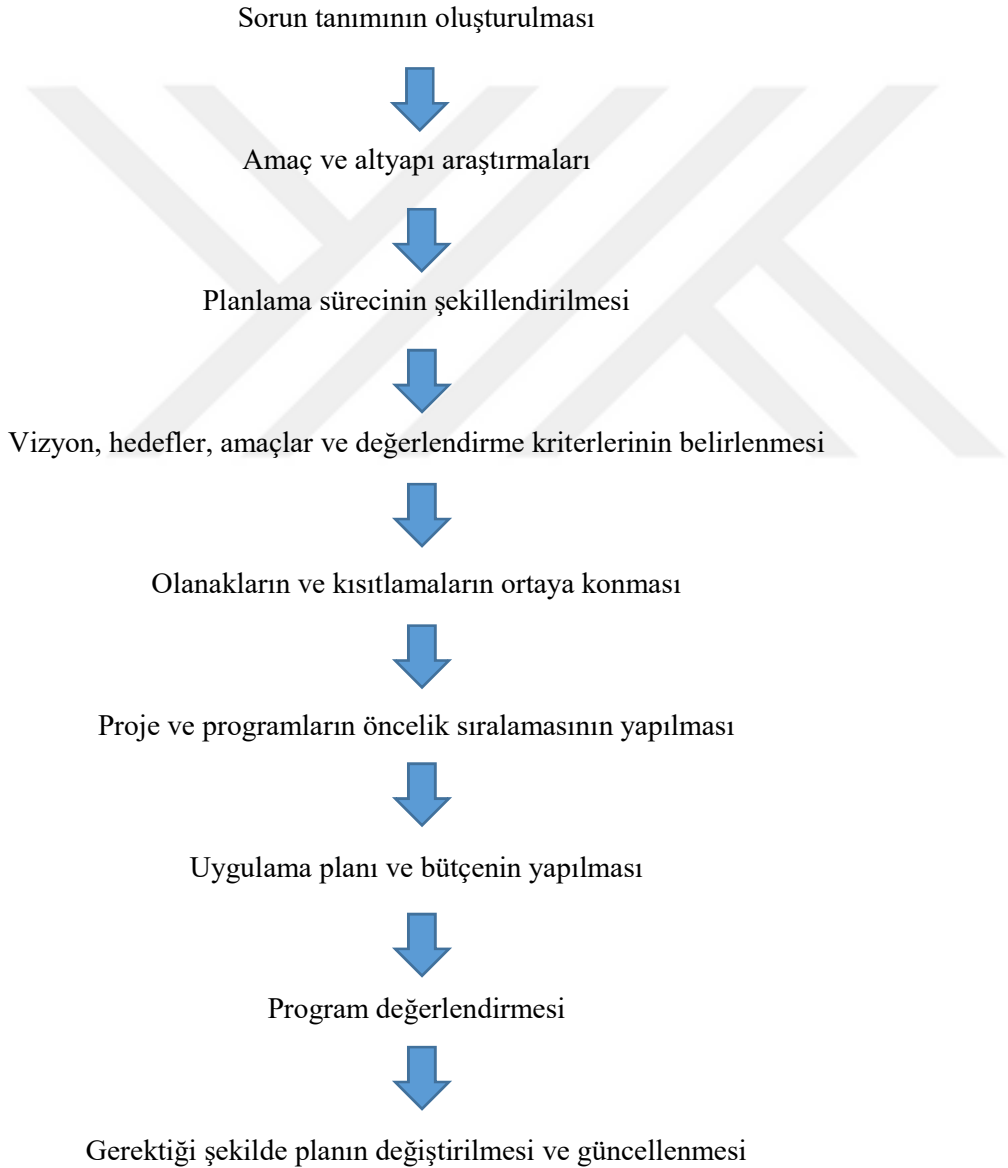 Sorun tanımının oluşturulması
Amaç ve altyapı araştırmaları
Planlama sürecinin şekillendirilmesi
Vizyon, hedefler, amaçlar ve değerlendirme kriterlerinin belirlenmesi
Olanakların ve kısıtlamaların ortaya konması
Proje ve programların öncelik sıralamasının yapılması
Uygulama planı ve bütçenin yapılması
Program değerlendirmesi
Gerektiği şekilde planın değiştirilmesi ve güncellenmesi